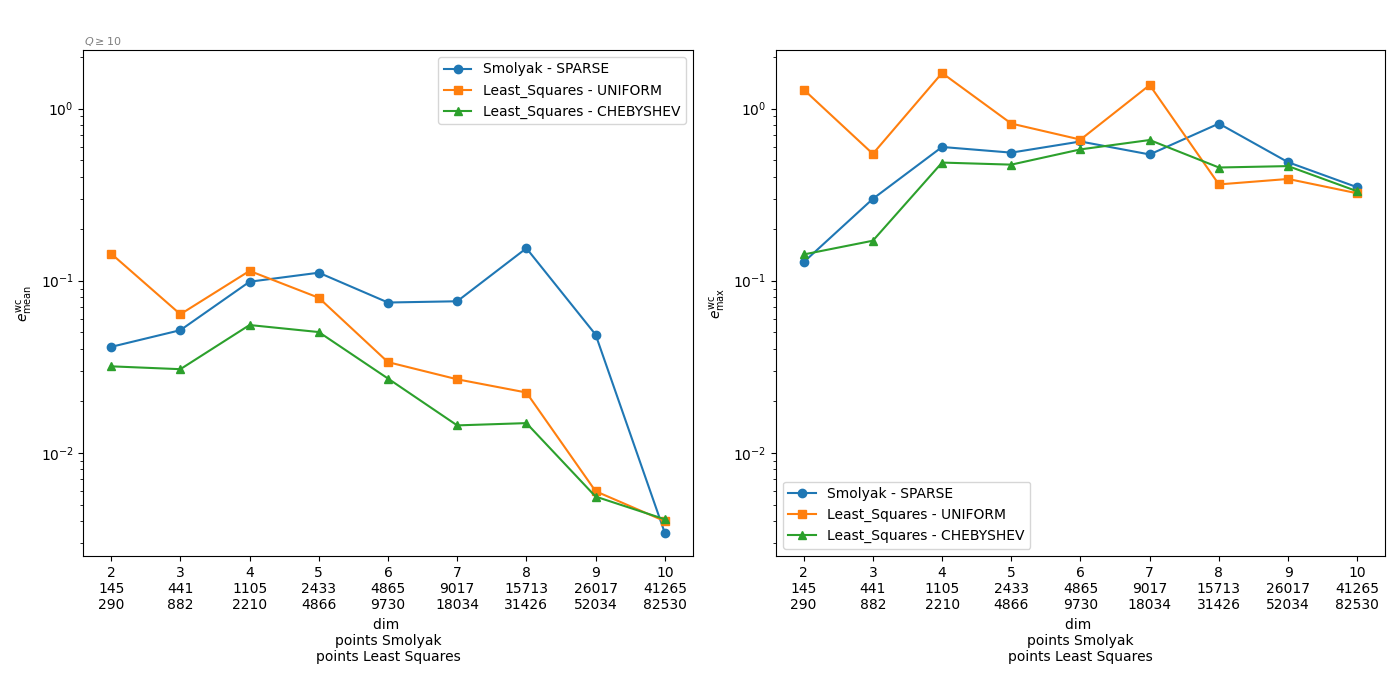 Q ≥ 10
Smolyak - SPARSE
Least_Squares - UNIFORM
Least_Squares - CHEBYSHEV
10⁰
10⁻¹
10⁻²
e^wc_mean
2 3 4 5 6 7 8 9 10
145 441 1105 2433 4865 9017 15713 26017 41265
290 882 2210 4866 9730 18034 31426 52034 82530
dim
points Smolyak
points Least Squares
10⁰
10⁻¹
10⁻²
e^wc_max
Smolyak - SPARSE
Least_Squares - UNIFORM
Least_Squares - CHEBYSHEV
2 3 4 5 6 7 8 9 10
145 441 1105 2433 4865 9017 15713 26017 41265
290 882 2210 4866 9730 18034 31426 52034 82530
dim
points Smolyak
points Least Squares